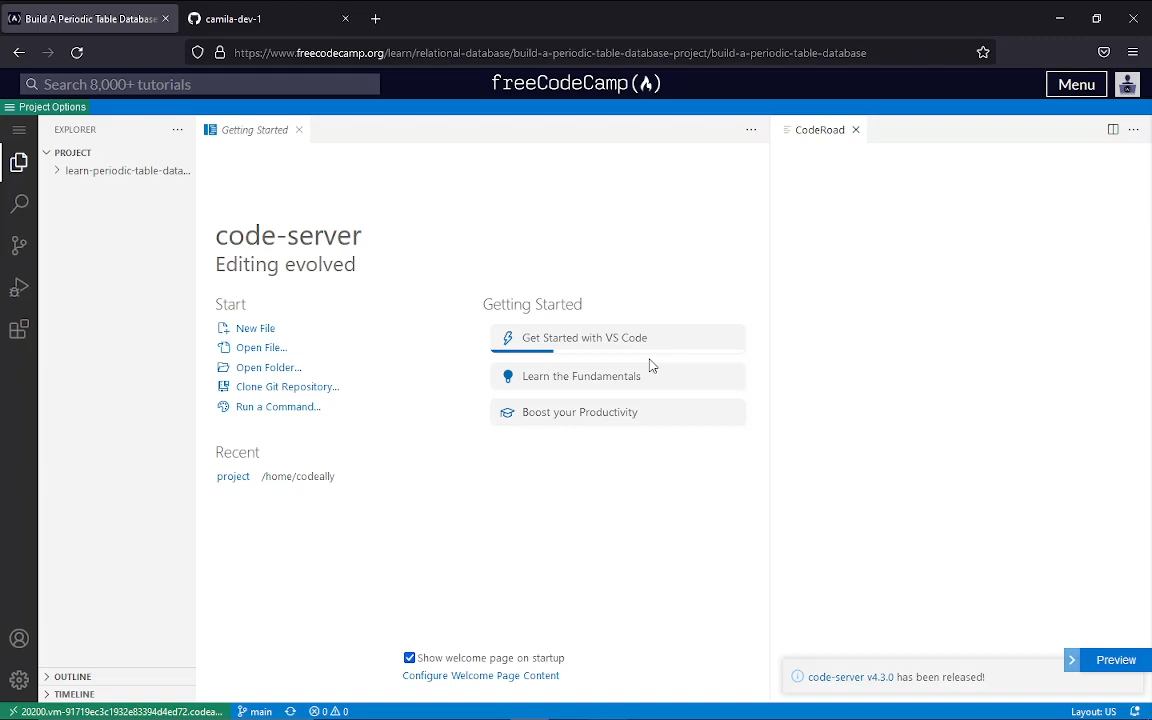 Build A Periodic Table Database
camila-dev-1
https://www.freecodecamp.org/learn/relational-database/build-a-periodic-table-database-project/build-a-periodic-table-database
Search 8,000+ tutorials
freeCodeCamp
Menu
Project Options
EXPLORER
Getting Started
CodeRoad
PROJECT
learn-periodic-table-data...
code-server
Editing evolved
Start
Getting Started
New File
Get Started with VS Code
Open File...
Open Folder...
Learn the Fundamentals
Clone Git Repository...
Run a Command...
Boost your Productivity
Recent
project /home/codeally
Show welcome page on startup
Configure Welcome Page Content
Preview
code-server v4.3.0 has been released!
OUTLINE
TIMELINE
20200.vm-91719ec3c1932e83394d4ed72.codea... main 0 0 Layout: US